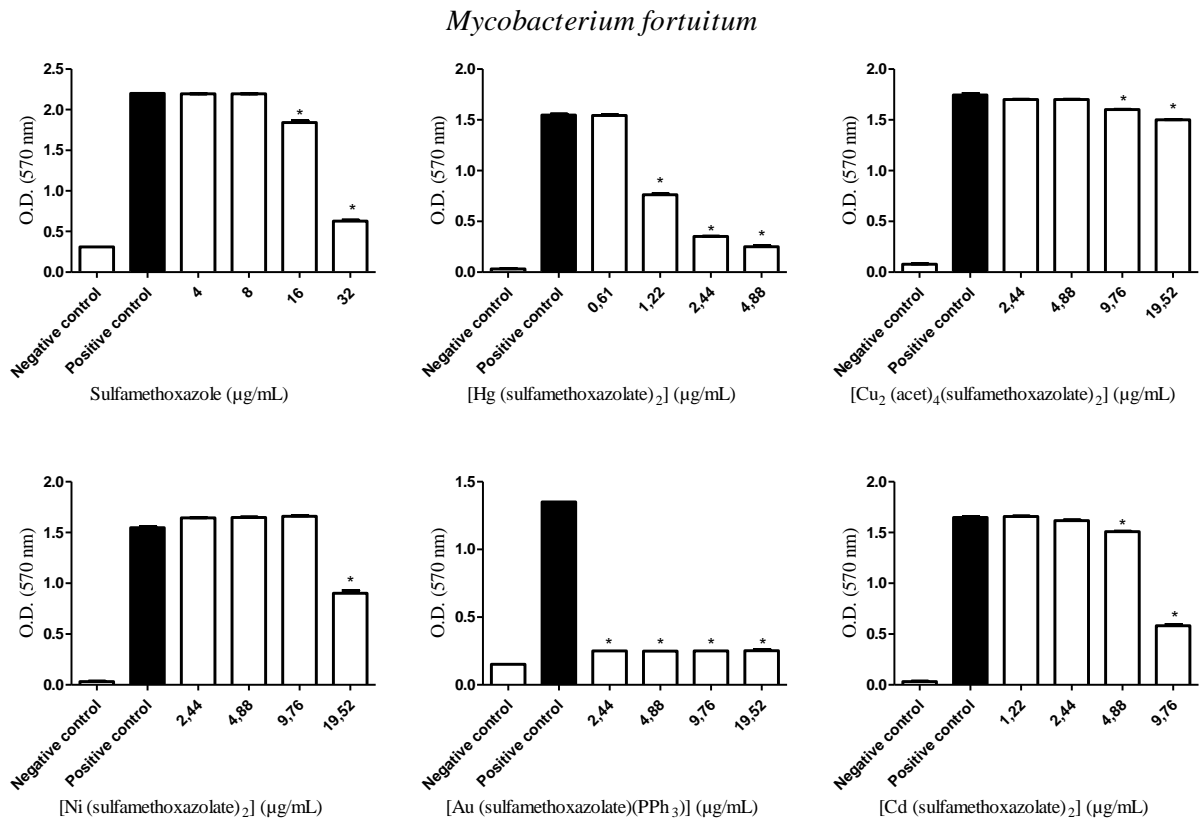 Mycobacterium fortuitum
O.D. (570 nm)
2.5
2.0
1.5
1.0
0.5
0.0
*
*
Negative control
Positive control
4
8
16
32
Sulfamethoxazole (µg/mL)
O.D. (570 nm)
2.0
1.5
1.0
0.5
0.0
*
*
*
Negative control
Positive control
0,61
1,22
2,44
4,88
[Hg (sulfamethoxazolate)2] (µg/mL)
O.D. (570 nm)
2.0
1.5
1.0
0.5
0.0
*
*
Negative control
Positive control
2,44
4,88
9,76
19,52
[Cu2 (acet)4(sulfamethoxazolate)2] (µg/mL)
O.D. (570 nm)
2.0
1.5
1.0
0.5
0.0
*
Negative control
Positive control
2,44
4,88
9,76
19,52
[Ni (sulfamethoxazolate)2] (µg/mL)
O.D. (570 nm)
1.5
1.0
0.5
0.0
*
*
*
*
Negative control
Positive control
2,44
4,88
9,76
19,52
[Au (sulfamethoxazolate)(PPh3)] (µg/mL)
O.D. (570 nm)
2.0
1.5
1.0
0.5
0.0
*
*
Negative control
Positive control
1,22
2,44
4,88
9,76
[Cd (sulfamethoxazolate)2] (µg/mL)